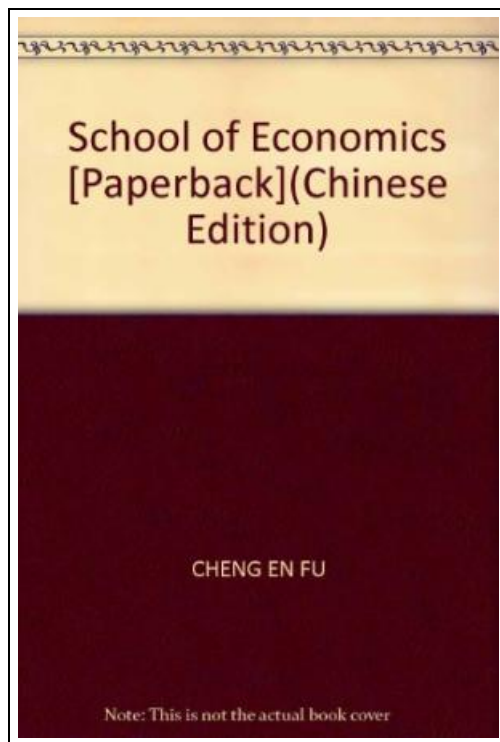 School of Economics
[Paperback](Chinese
Edition)
CHENG EN FU
Note: This is not the actual book cover